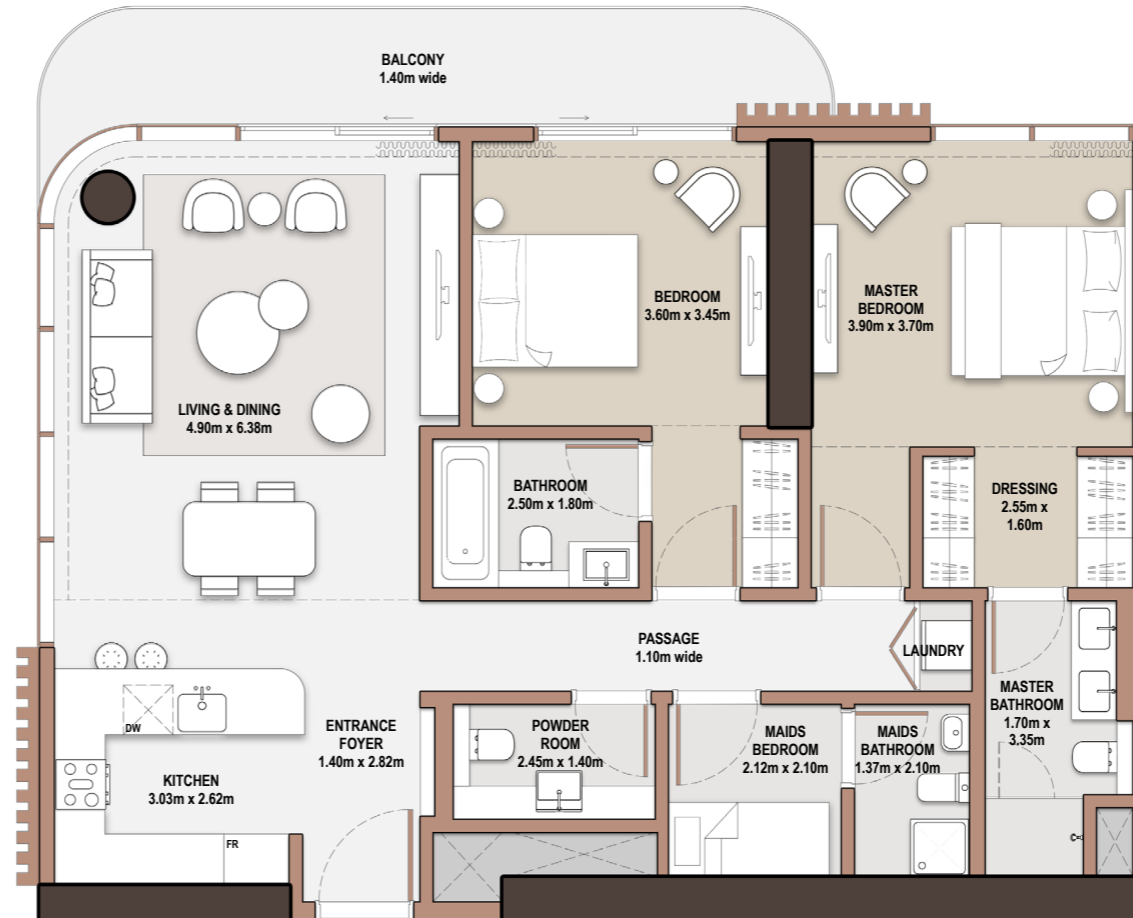 BALCONY
1.40m wide
BEDROOM
3.60m x 3.45m
MASTER
BEDROOM
3.90m x 3.70m
LIVING & DINING
4.90m x 6.38m
BATHROOM
2.50m x 1.80m
DRESSING
2.55m x
1.60m
PASSAGE
1.10m wide
LAUNDRY
MASTER
BATHROOM
1.70m x
3.35m
DW
ENTRANCE
FOYER
1.40m x 2.82m
POWDER
ROOM
2.45m x 1.40m
MAIDS
BEDROOM
2.12m x 2.10m
MAIDS
BATHROOM
1.37m x 2.10m
KITCHEN
3.03m x 2.62m
FR